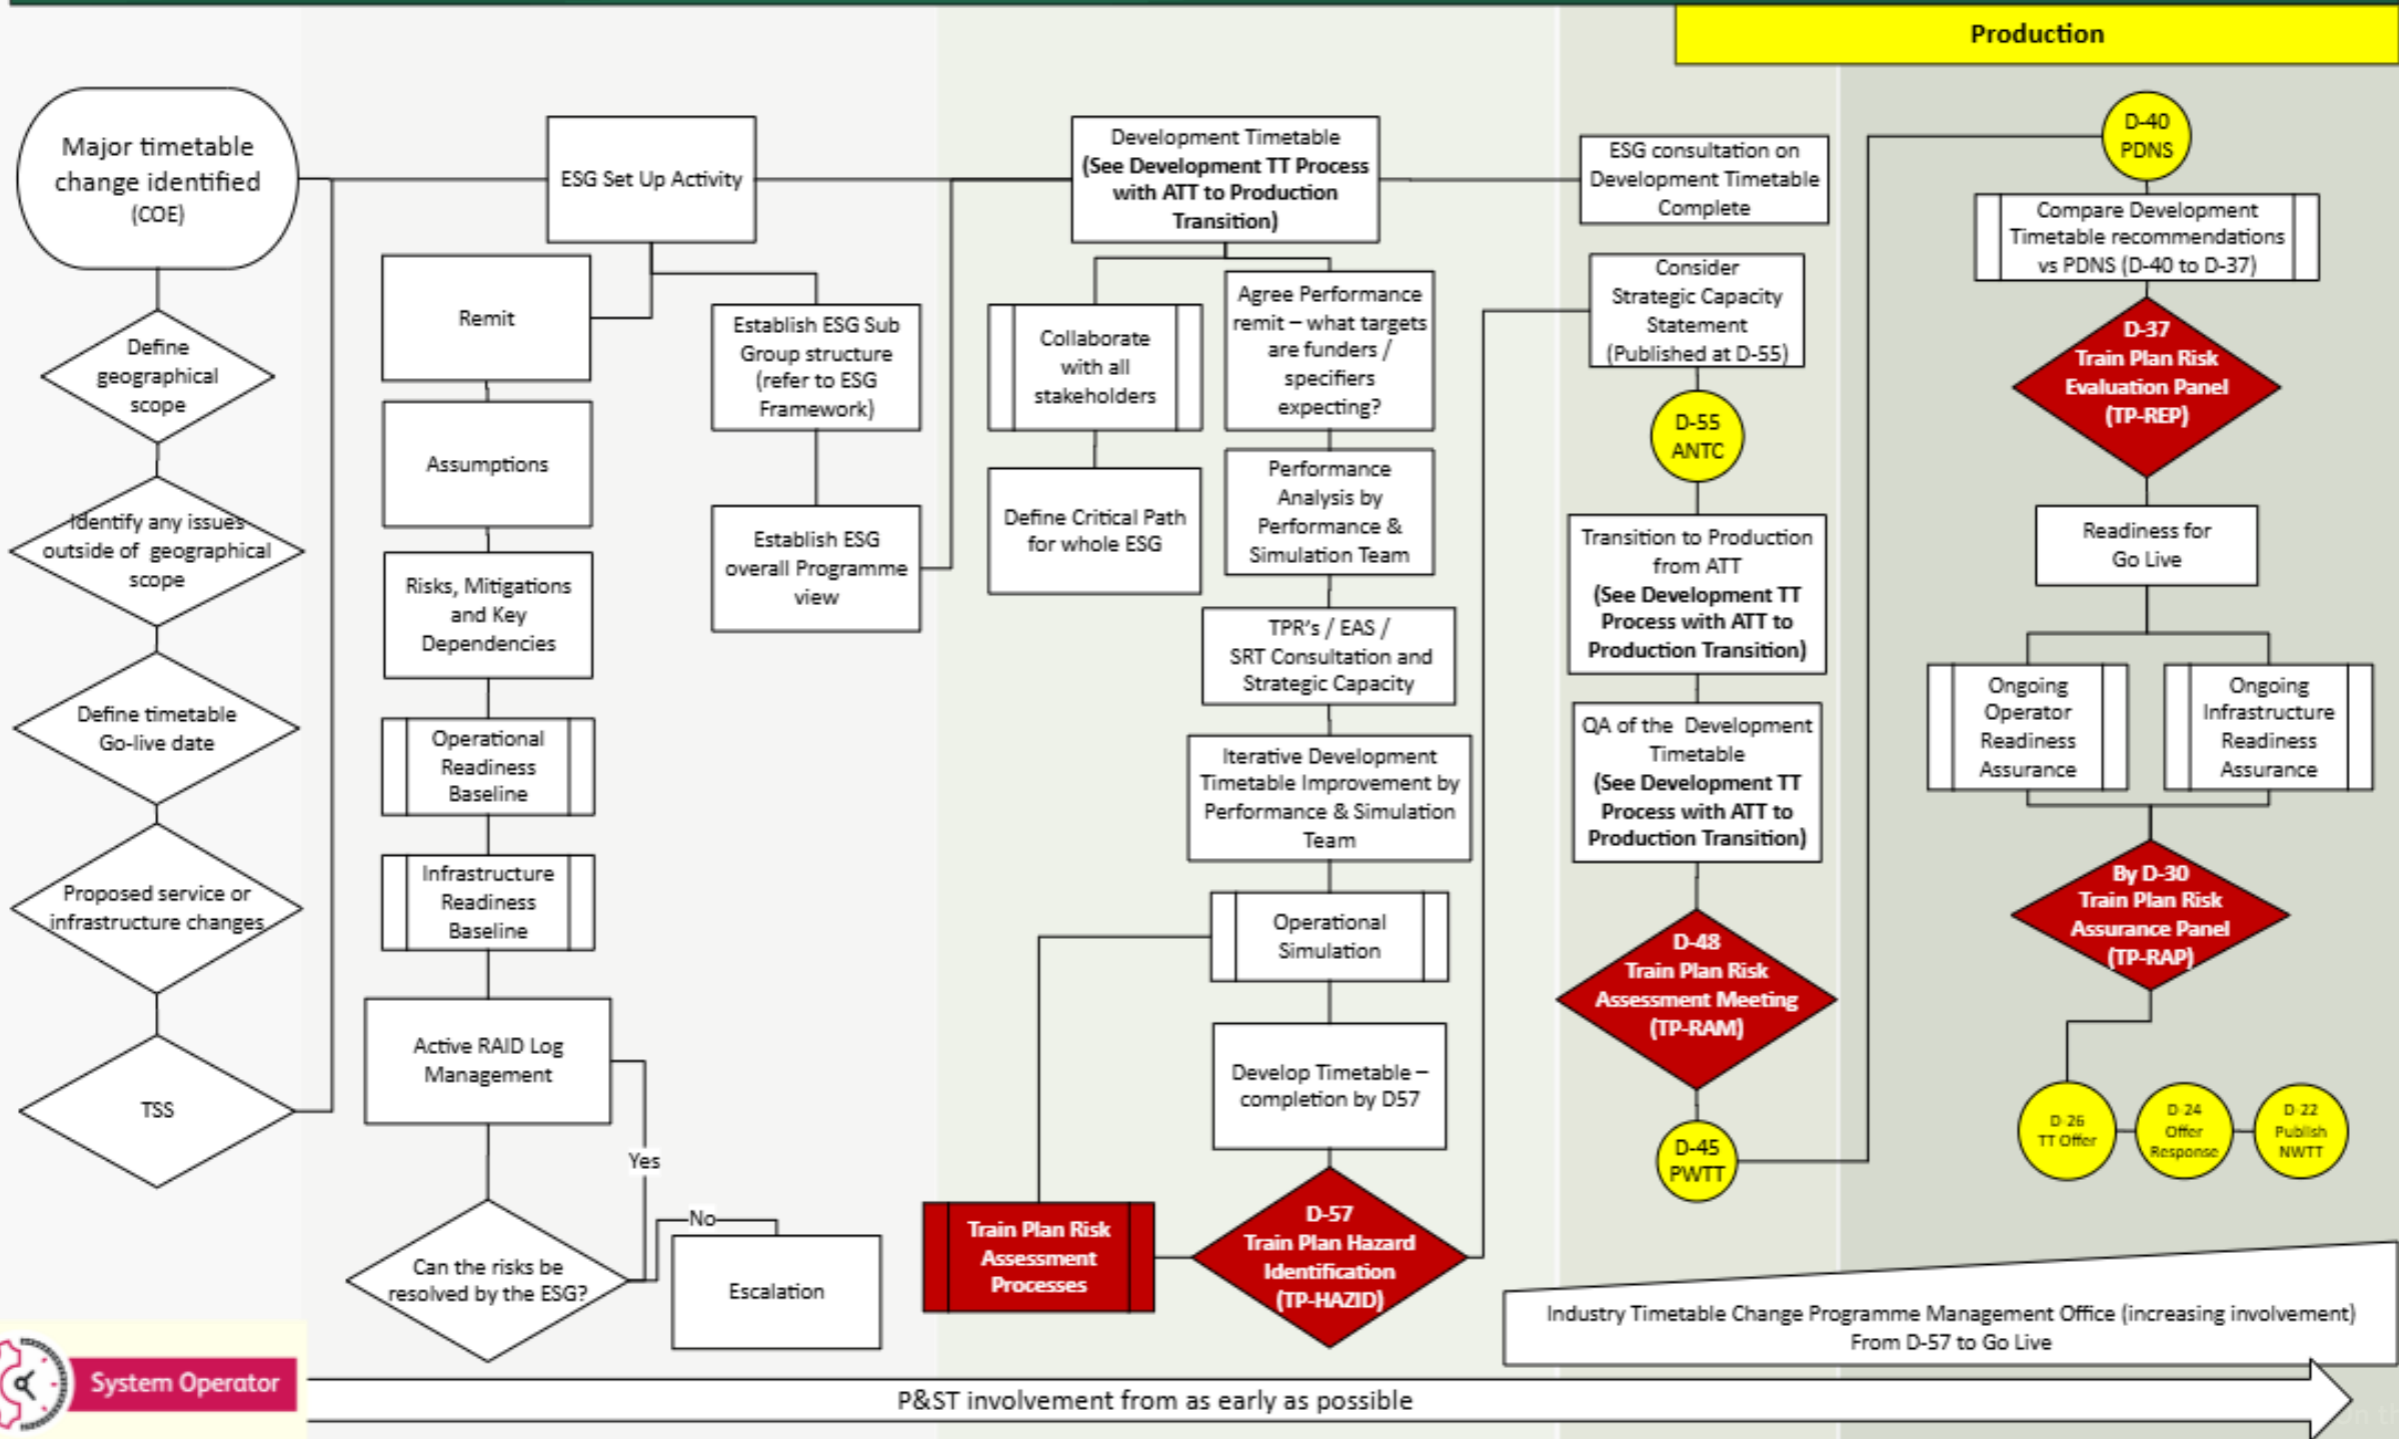 Production
Major timetable
change identified
(COE)
Define
geographical
scope
Identify any issues
outside of geographical
scope
Define timetable
Go-live date
Proposed service or
infrastructure changes
TSS
ESG Set Up Activity
Remit
Assumptions
Risks, Mitigations
and Key
Dependencies
Operational
Readiness
Baseline
Infrastructure
Readiness
Baseline
Active RAID Log
Management
Yes
Can the risks be
resolved by the ESG?
No
Escalation
Establish ESG Sub
Group structure
(refer to ESG
Framework)
Establish ESG
overall Programme
view
Development Timetable
(See Development TT Process
with ATT to Production
Transition)
Collaborate
with all
stakeholders
Define Critical Path
for whole ESG
Agree Performance
remit – what targets
are funders /
specifiers
expecting?
Performance
Analysis by
Performance &
Simulation Team
TPR's / EAS /
SRT Consultation and
Strategic Capacity
Iterative Development
Timetable Improvement by
Performance & Simulation
Team
Operational
Simulation
Develop Timetable –
completion by D57
D-57
Train Plan Hazard
Identification
(TP-HAZID)
Train Plan Risk
Assessment
Processes
ESG consultation on
Development Timetable
Complete
Consider
Strategic Capacity
Statement
(Published at D-55)
D-55
ANTC
Transition to Production
from ATT
(See Development TT
Process with ATT to
Production Transition)
QA of the Development
Timetable
(See Development TT
Process with ATT to
Production Transition)
D-48
Train Plan Risk
Assessment Meeting
(TP-RAM)
D-45
PWTT
D-40
PDNS
Compare Development
Timetable recommendations
vs PDNS (D-40 to D-37)
D-37
Train Plan Risk
Evaluation Panel
(TP-REP)
Readiness for
Go Live
Ongoing
Operator
Readiness
Assurance
Ongoing
Infrastructure
Readiness
Assurance
By D-30
Train Plan Risk
Assurance Panel
(TP-RAP)
D-26
TT Offer
D-24
Offer
Response
D-22
Publish
NWTT
Industry Timetable Change Programme Management Office (increasing involvement)
From D-57 to Go Live
System Operator
P&ST involvement from as early as possible